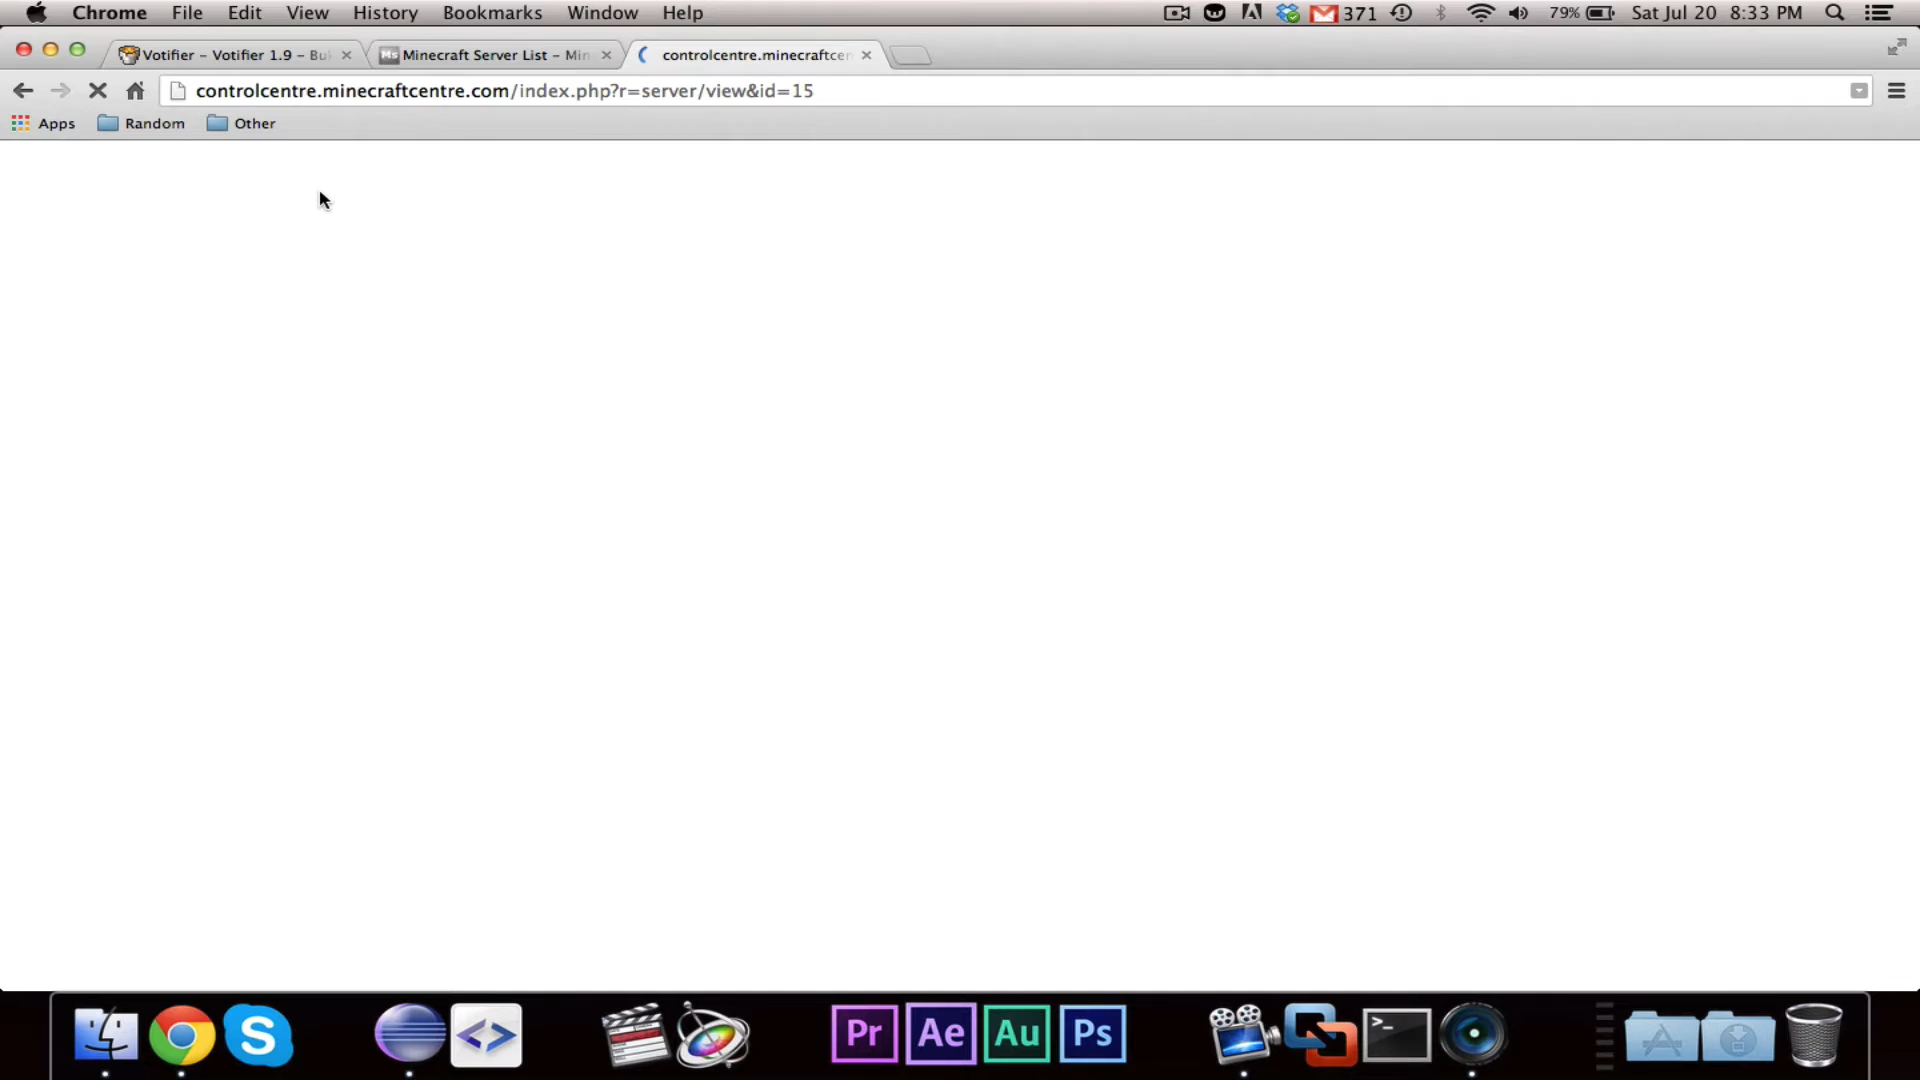 Chrome File Edit View History Bookmarks Window Help 371 79% Sat Jul 20 8:33 PM
Votifier – Votifier 1.9 – Bu Ms Minecraft Server List – Min controlcentre.minecraftcen
controlcentre.minecraftcentre.com/index.php?r=server/view&id=15
Apps Random Other
S Pr Ae Au Ps >_